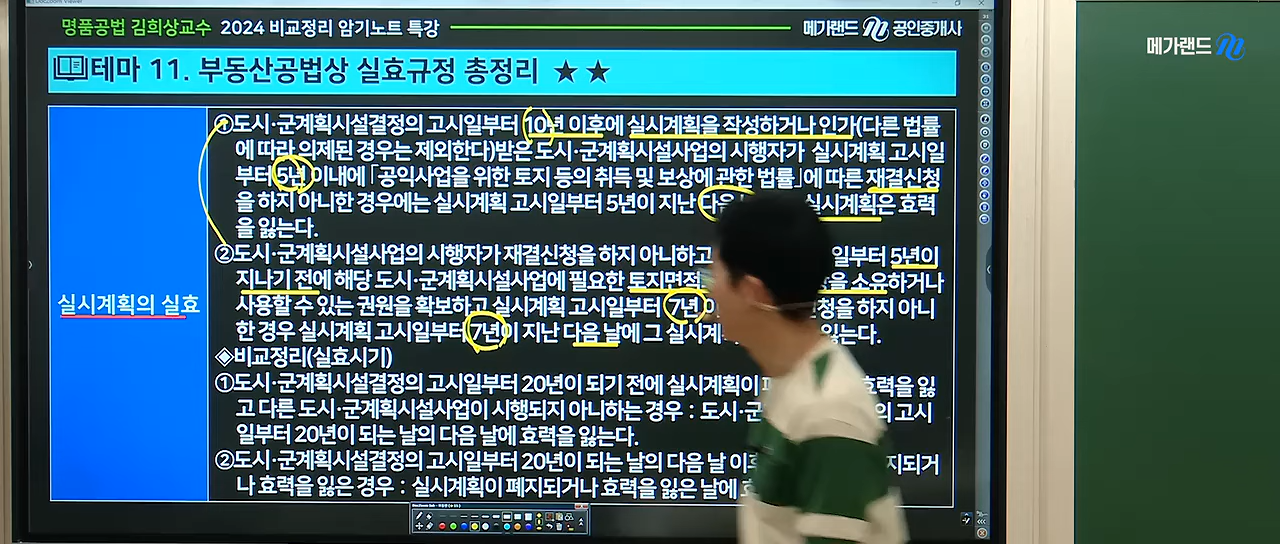 명품공법 김희상교수 2024 비교정리 암기노트 특강
메가랜드 공인중개사
메가랜드
테마 11. 부동산공법상 실효규정 총정리 ★★
실시계획의 실효
①도시·군계획시설결정의 고시일부터 10년 이후에 실시계획을 작성하거나 인가(다른 법률
에 따라 의제된 경우는 제외한다)받은 도시·군계획시설사업의 시행자가 실시계획 고시일
부터 5년 이내에 「공익사업을 위한 토지 등의 취득 및 보상에 관한 법률」에 따른 재결신청
을 하지 아니한 경우에는 실시계획 고시일부터 5년이 지난 다음 실시계획은 효력
을 잃는다.
②도시·군계획시설사업의 시행자가 재결신청을 하지 아니하고 일부터 5년이
지나기 전에 해당 도시·군계획시설사업에 필요한 토지면적 을 소유하거나
사용할 수 있는 권원을 확보하고 실시계획 고시일부터 7년 청을 하지 아니
한 경우 실시계획 고시일부터 7년이 지난 다음 날에 그 실시계 잃는다.
◈비교정리(실효시기)
①도시·군계획시설결정의 고시일부터 20년이 되기 전에 실시계획이 효력을 잃
고 다른 도시·군계획시설사업이 시행되지 아니하는 경우 : 도시·군 의 고시
일부터 20년이 되는 날의 다음 날에 효력을 잃는다.
②도시·군계획시설결정의 고시일부터 20년이 되는 날의 다음 날 이후 지되거
나 효력을 잃은 경우 : 실시계획이 폐지되거나 효력을 잃은 날에